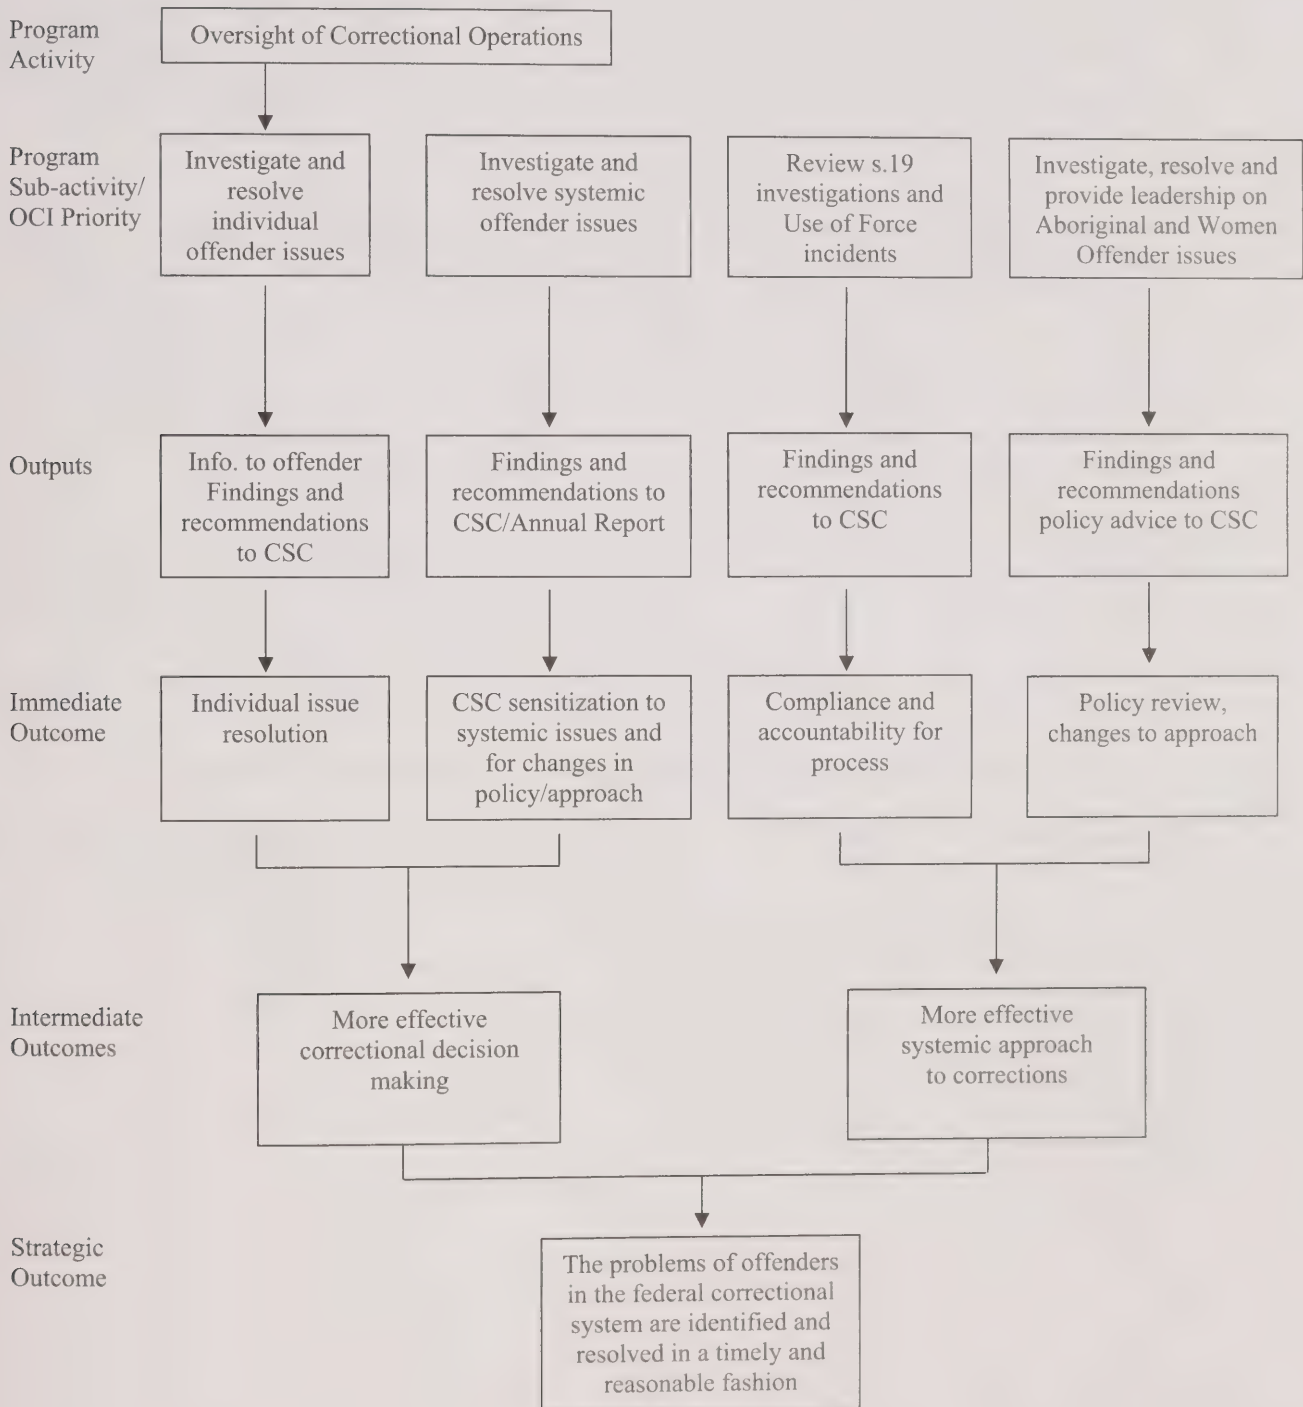 Program
Activity
Oversight of Correctional Operations
Program
Sub-activity/
OCI Priority
Investigate and
resolve
individual
offender issues
Investigate and
resolve systemic
offender issues
Review s.19
investigations and
Use of Force
incidents
Investigate, resolve and
provide leadership on
Aboriginal and Women
Offender issues
Outputs
Info. to offender
Findings and
recommendations
to CSC
Findings and
recommendations to
CSC/Annual Report
Findings and
recommendations
to CSC
Findings and
recommendations
policy advice to CSC
Immediate
Outcome
Individual issue
resolution
CSC sensitization to
systemic issues and
for changes in
policy/approach
Compliance and
accountability for
process
Policy review,
changes to approach
Intermediate
Outcomes
More effective
correctional decision
making
More effective
systemic approach
to corrections
Strategic
Outcome
The problems of offenders
in the federal correctional
system are identified and
resolved in a timely and
reasonable fashion